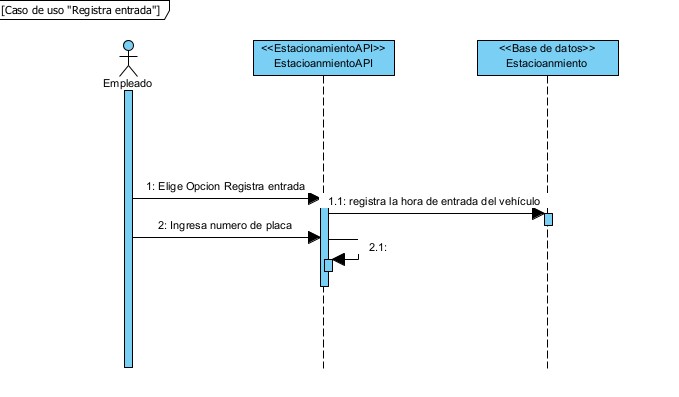 [Caso de uso "Registra entrada"]
<<EstacionamientoAPI>>
EstacioanmientoAPI
<<Base de datos>>
Estacioanmiento
Empleado
1: Elige Opcion Registra entrada
1.1: registra la hora de entrada del vehículo
2: Ingresa numero de placa
2.1: